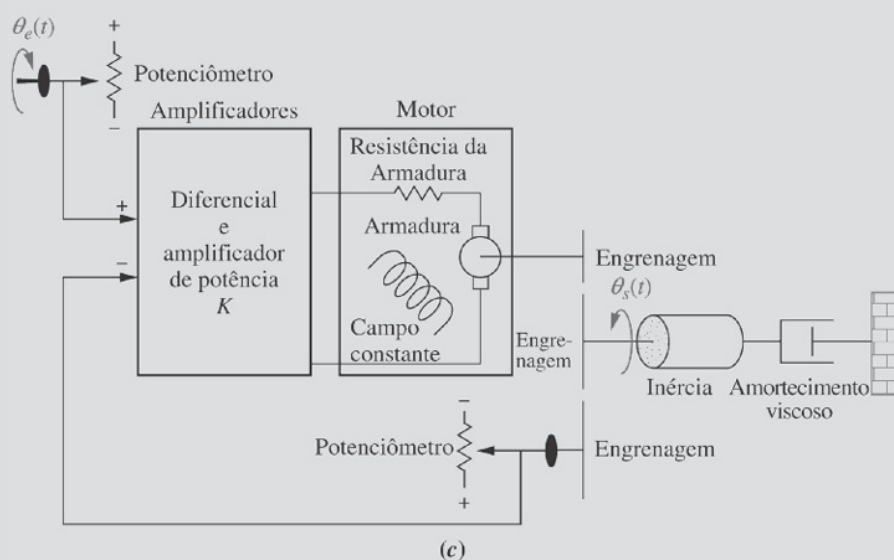 θₑ(t)
+
Potenciômetro
−
Amplificadores
Motor
Resistência da
Armadura
+
Diferencial
e
amplificador
de potência
K
−
Armadura
Campo
constante
Engrenagem
θₛ(t)
Engre-
nagem
Inércia
Amortecimento
viscoso
−
Potenciômetro
+
Engrenagem
(c)